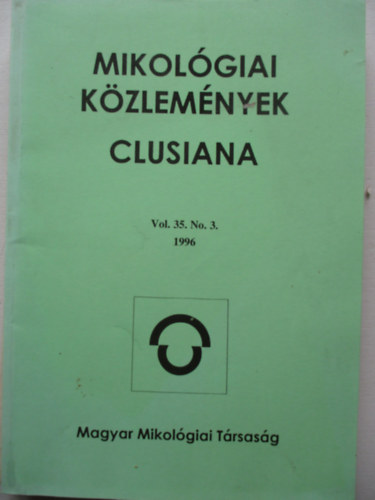 MIKOLÓGIAI
KÖZLEMÉNYEK
CLUSIANA
Vol. 35. No. 3.
1996
Magyar Mikológiai Társaság